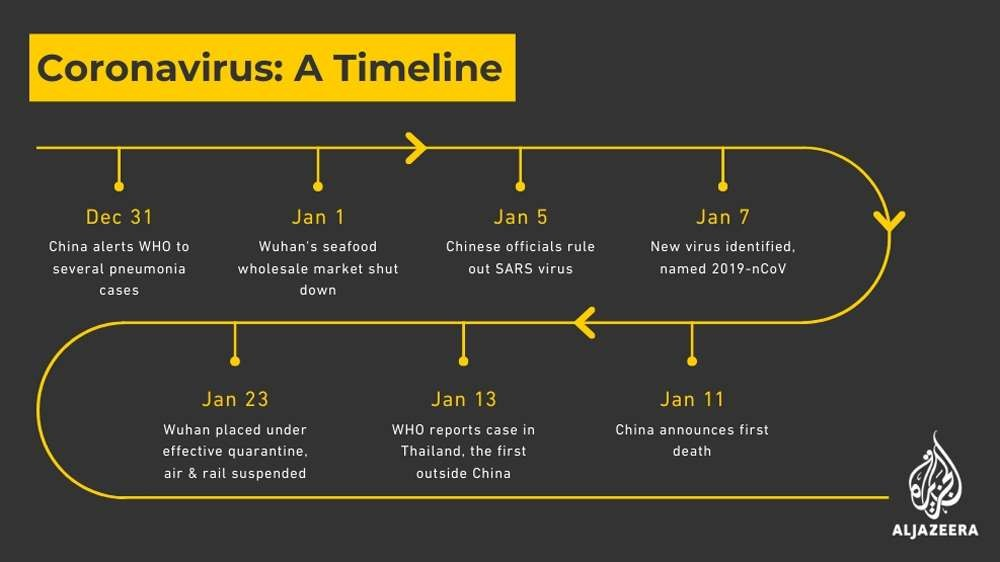 Coronavirus: A Timeline
Dec 31
China alerts WHO to
several pneumonia
cases
Jan 1
Wuhan's seafood
wholesale market shut
down
Jan 5
Chinese officials rule
out SARS virus
Jan 7
New virus identified,
named 2019-nCoV
Jan 11
China announces first
death
Jan 13
WHO reports case in
Thailand, the first
outside China
Jan 23
Wuhan placed under
effective quarantine,
air & rail suspended
الجزيرة
ALJAZEERA